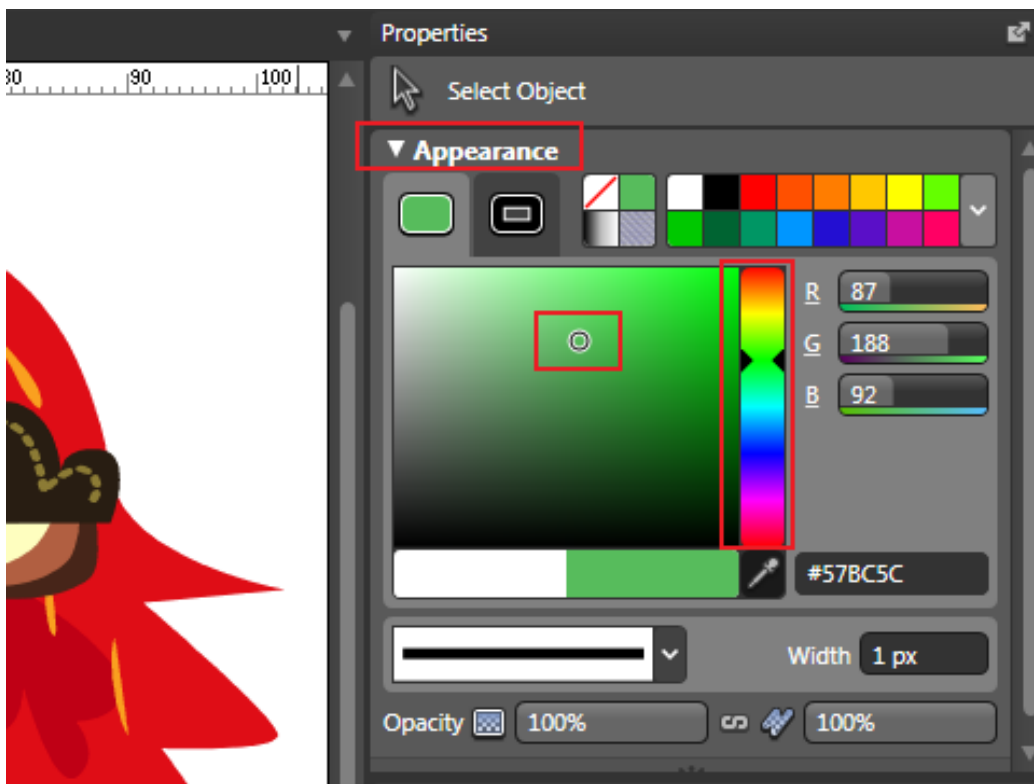 Properties
80 90 100
Select Object
Appearance
R 87
G 188
B 92
#57BC5C
Width 1 px
Opacity 100% 100%